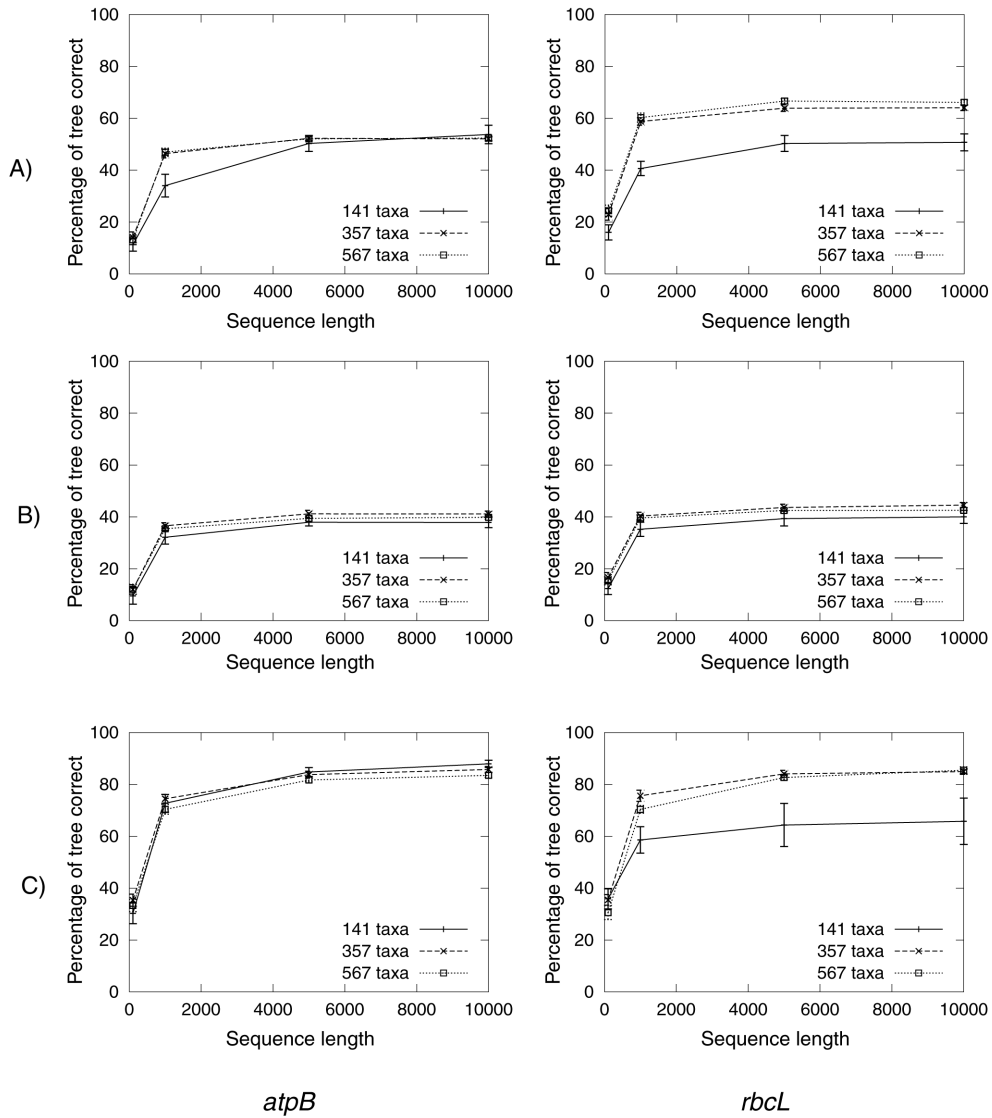 A)
Percentage of tree correct
100
80
60
40
20
0
141 taxa
357 taxa
567 taxa
0 2000 4000 6000 8000 10000
Sequence length
Percentage of tree correct
100
80
60
40
20
0
141 taxa
357 taxa
567 taxa
0 2000 4000 6000 8000 10000
Sequence length
B)
Percentage of tree correct
100
80
60
40
20
0
141 taxa
357 taxa
567 taxa
0 2000 4000 6000 8000 10000
Sequence length
Percentage of tree correct
100
80
60
40
20
0
141 taxa
357 taxa
567 taxa
0 2000 4000 6000 8000 10000
Sequence length
C)
Percentage of tree correct
100
80
60
40
20
0
141 taxa
357 taxa
567 taxa
0 2000 4000 6000 8000 10000
Sequence length
Percentage of tree correct
100
80
60
40
20
0
141 taxa
357 taxa
567 taxa
0 2000 4000 6000 8000 10000
Sequence length
atpB
rbcL